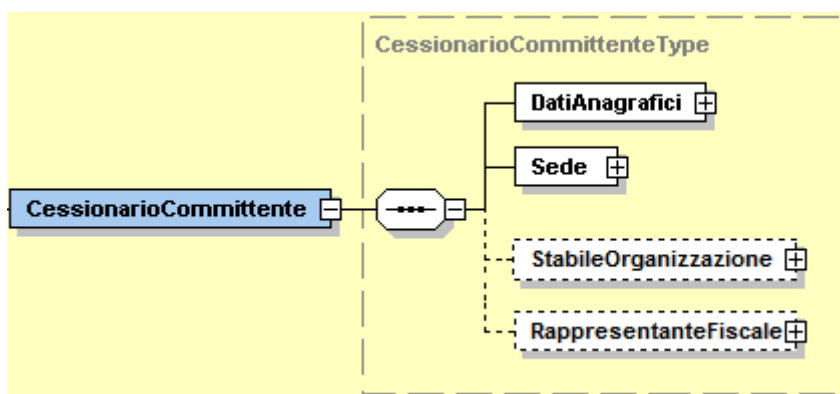 CessionarioCommittenteType
DatiAnagrafici
Sede
CessionarioCommittente
StabileOrganizzazione
RappresentanteFiscale